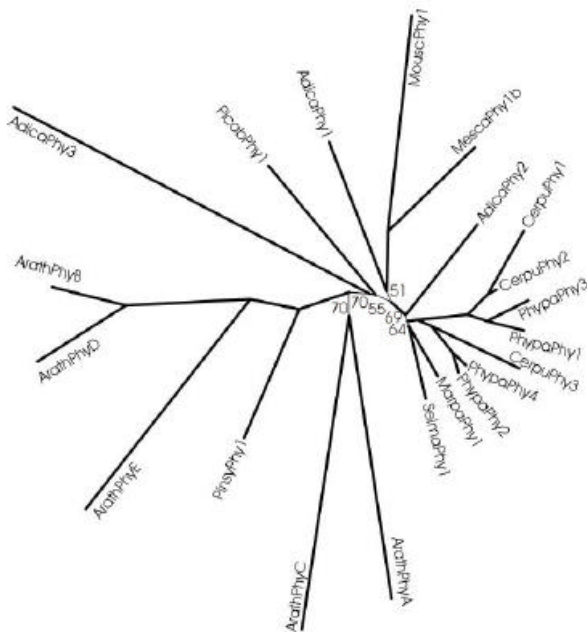 MouscPhy1
AdicaPhy1
MescaPhy1b
PicabPhy1
AdicaPhy3
AdicaPhy2
CerpuPhy1
CerpuPhy2
PhypaPhy3
PhypaPhy1
CerpuPhy3
PhypaPhy4
PhypaPhy2
MarpaPhy1
SelmaPhy1
ArathPhyB
ArathPhyD
ArathPhyE
PinsyPhy1
ArathPhyC
ArathPhyA
51
70
70
55
69
64